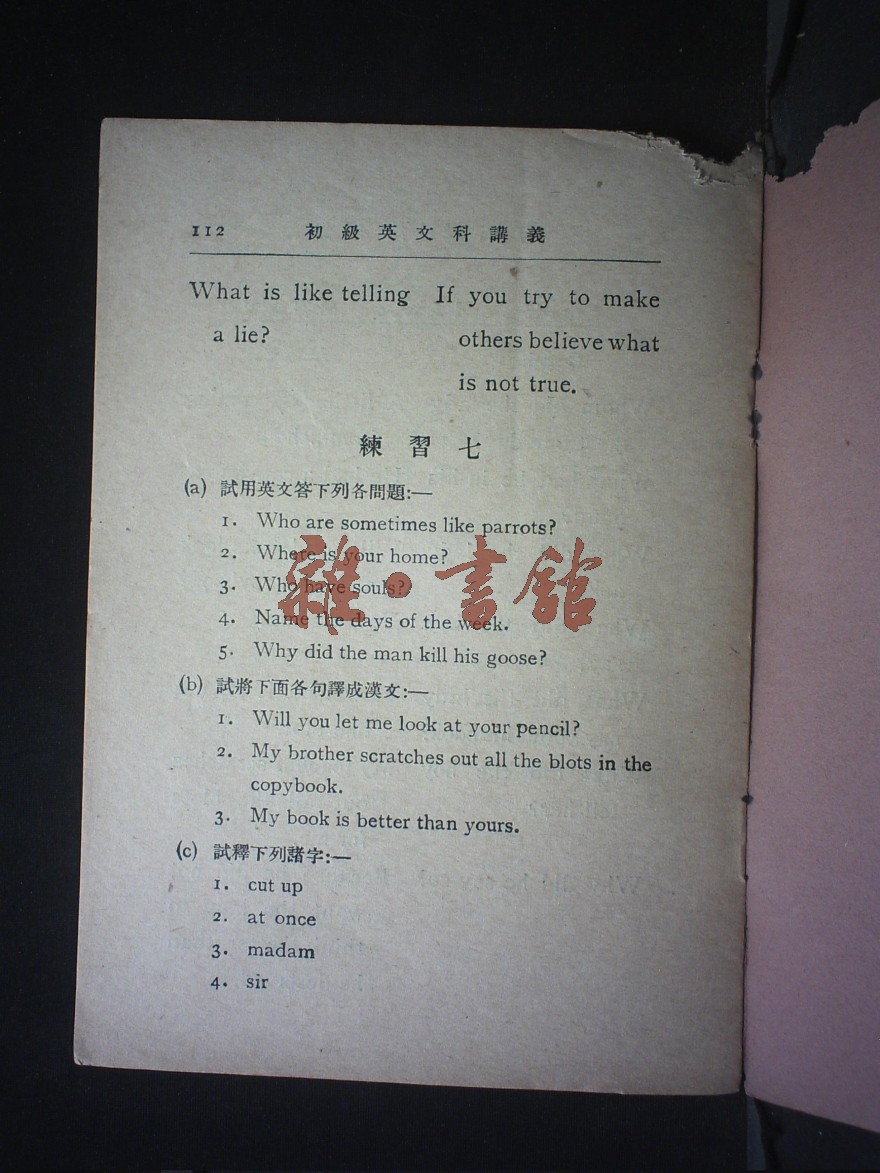 112 初級英文科講義
What is like telling If you try to make
a lie? others believe what
is not true.
練習七
(a) 試用英文答下列各問題:—
1. Who are sometimes like parrots?
2. Where is your home?
3. Who have souls?
4. Name the days of the week.
5. Why did the man kill his goose?
(b) 試將下面各句譯成漢文:—
1. Will you let me look at your pencil?
2. My brother scratches out all the blots in the
copybook.
3. My book is better than yours.
(c) 試釋下列諸字:—
1. cut up
2. at once
3. madam
4. sir
雜·書館